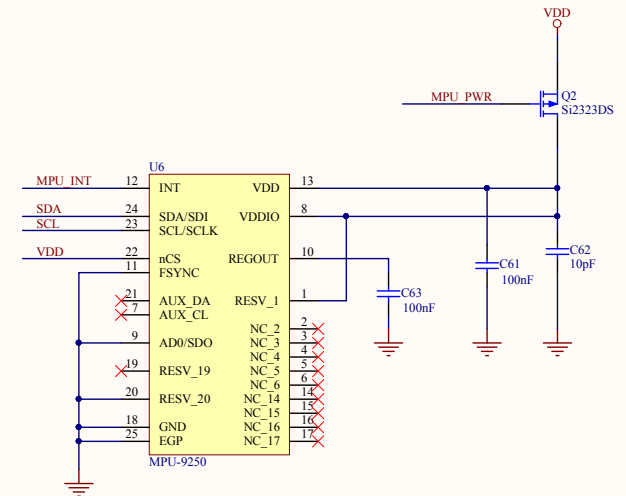 VDD
MPU_PWR
Q2
Si2323DS
U6
MPU_INT 12 INT VDD 13
SDA 24 SDA/SDI VDDIO 8
SCL 23 SCL/SCLK
VDD 22 nCS REGOUT 10
11 FSYNC
C62
10pF
C61
100nF
C63
100nF
21 AUX_DA RESV_1 1
7 AUX_CL
NC_2 2
9 AD0/SDO NC_3 3
NC_4 4
19 RESV_19 NC_5 5
NC_6 6
20 RESV_20 NC_14 14
NC_15 15
18 GND NC_16 16
25 EGP NC_17 17
MPU-9250